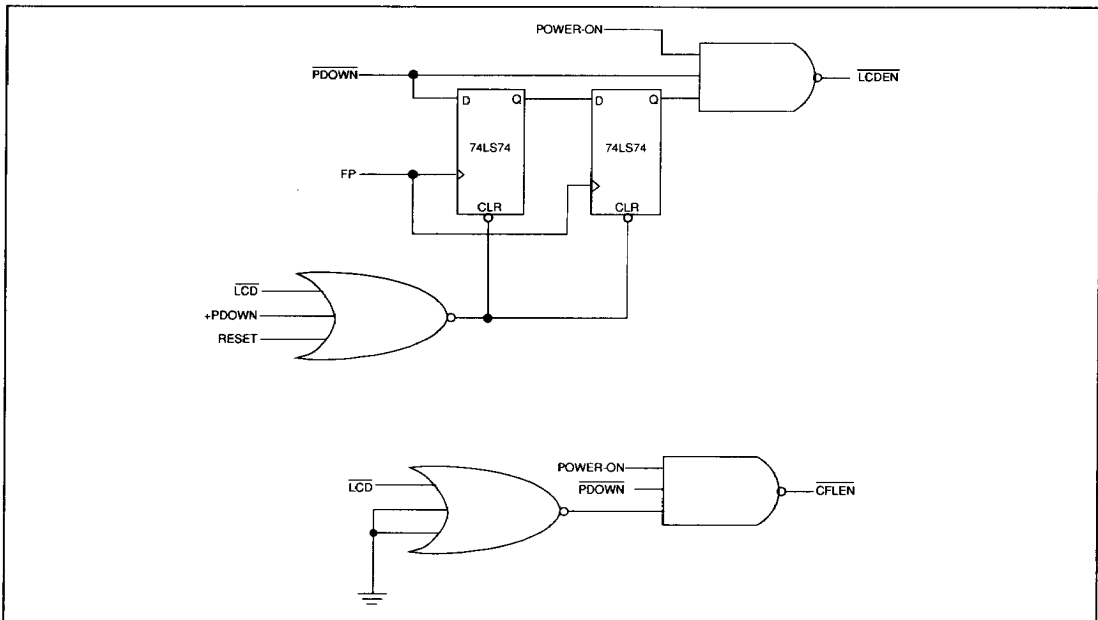 POWER-ON
PDOWN
LCDEN
D Q
D Q
74LS74
74LS74
FP
CLR
CLR
LCD
+PDOWN
RESET
POWER-ON
LCD
PDOWN
CFLEN